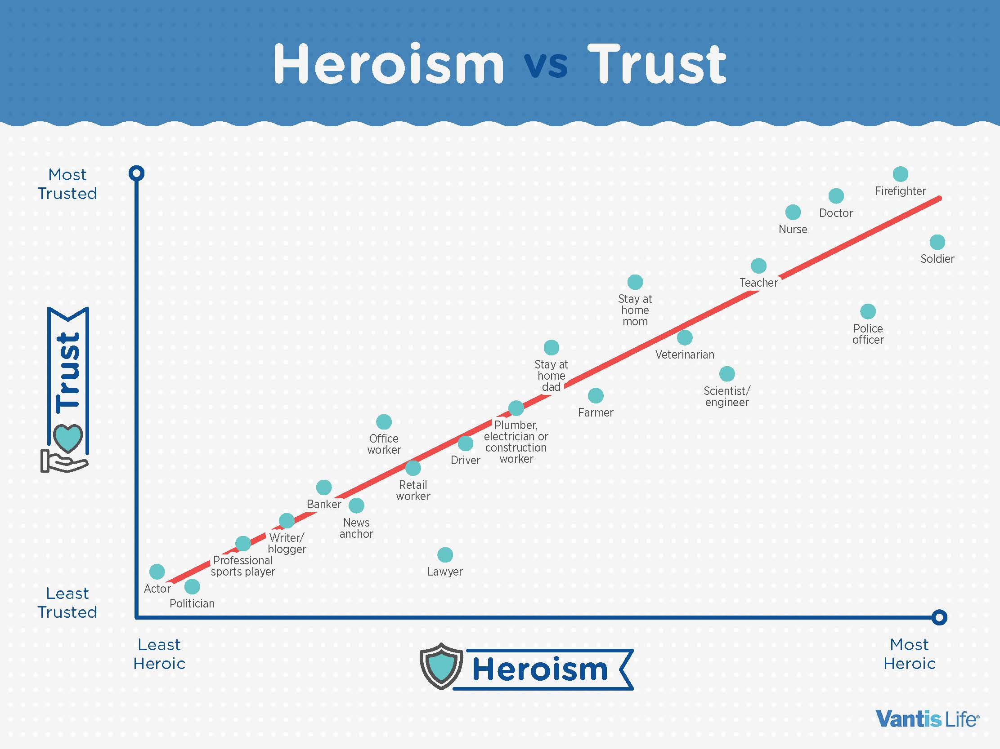 Heroism vs Trust
Most
Trusted
Firefighter
Doctor
Nurse
Soldier
Teacher
Stay at
home
mom
Police
officer
Veterinarian
Stay at
home
dad
Scientist/
engineer
Farmer
Plumber,
electrician or
construction
worker
Office
worker
Driver
Retail
worker
Banker
News
anchor
Writer/
blogger
Professional
sports player
Lawyer
Actor
Politician
Trust
Least
Trusted
Least
Heroic
Heroism
Most
Heroic
Vantis Life®